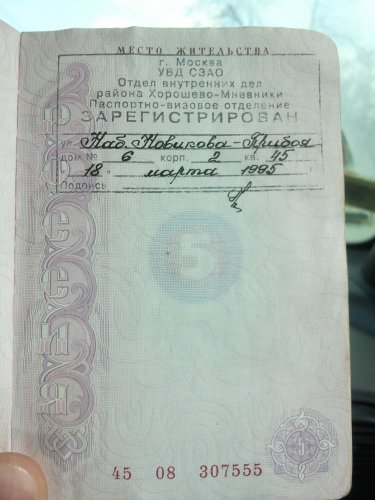 МЕСТО ЖИТЕЛЬСТВА
г. Москва
УВД СЗАО
Отдел внутренних дел
района Хорошево-Мневники
Паспортно-визовое отделение
ЗАРЕГИСТРИРОВАН
ул. Наб. Новикова-Прибоя
дом № 6 корп. 2 кв. 45
18 марта 1995 г
Подпись
РОССИЯ
5
45 08 307555